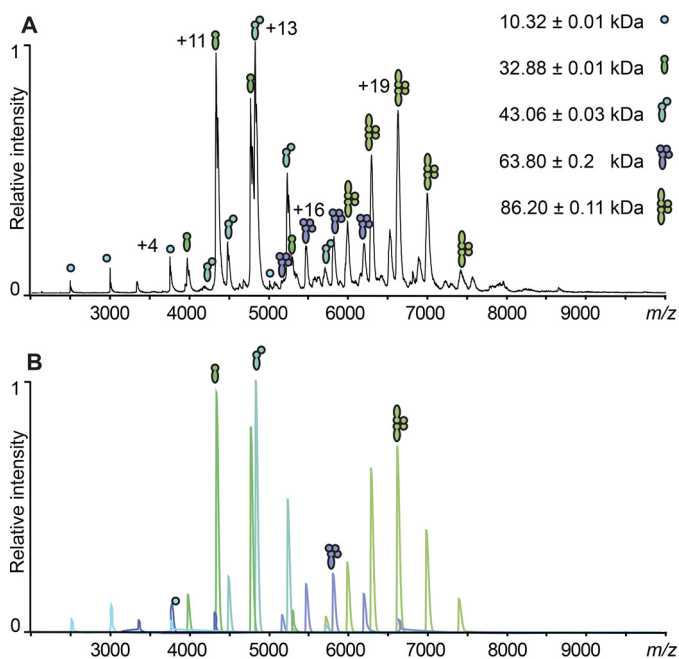 A
1
Relative intensity
0
+11
+13
+4
+16
+19
10.32 ± 0.01 kDa
32.88 ± 0.01 kDa
43.06 ± 0.03 kDa
63.80 ± 0.2 kDa
86.20 ± 0.11 kDa
3000 4000 5000 6000 7000 8000 9000 m/z
B
1
Relative intensity
0
3000 4000 5000 6000 7000 8000 9000 m/z